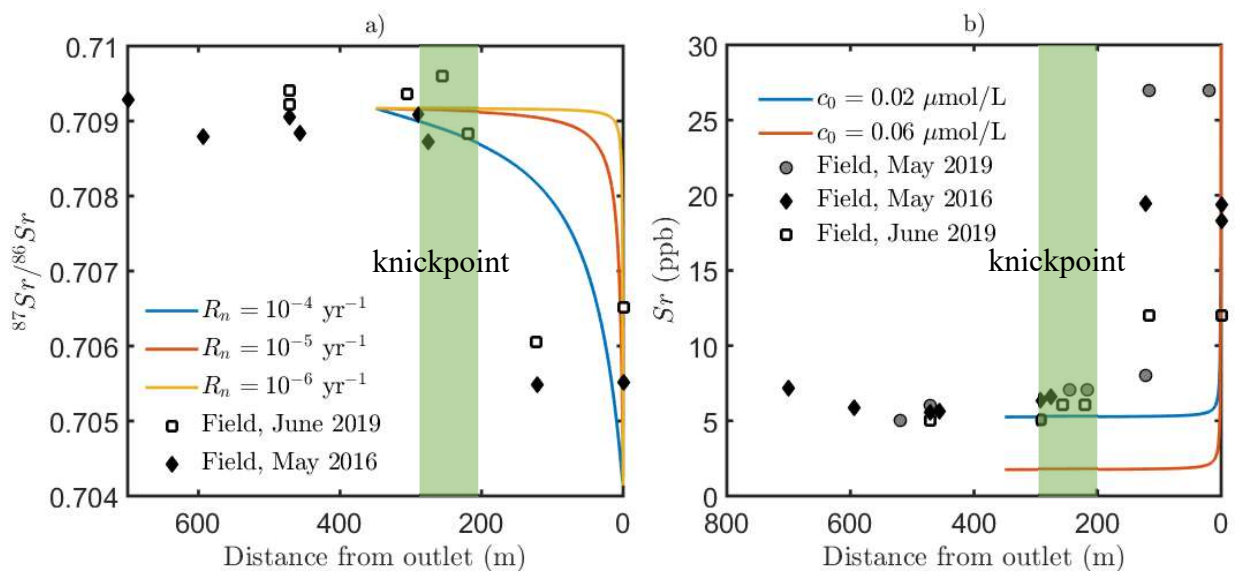 a)
0.71
0.709
0.708
0.707
0.706
0.705
0.704
⁸⁷Sr/⁸⁶Sr
knickpoint
Rₙ = 10⁻⁴ yr⁻¹
Rₙ = 10⁻⁵ yr⁻¹
Rₙ = 10⁻⁶ yr⁻¹
Field, June 2019
Field, May 2016
600 400 200 0
Distance from outlet (m)
b)
30
25
20
15
10
5
0
Sr (ppb)
c₀ = 0.02 μmol/L
c₀ = 0.06 μmol/L
Field, May 2019
Field, May 2016
Field, June 2019
knickpoint
800 600 400 200 0
Distance from outlet (m)